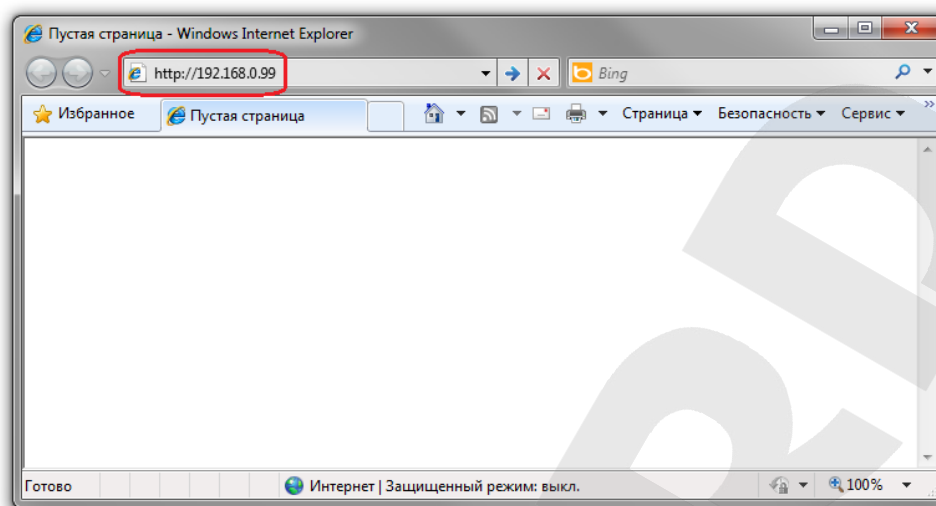 Пустая страница - Windows Internet Explorer
http://192.168.0.99 Bing
Избранное Пустая страница Страница Безопасность Сервис
Готово Интернет | Защищенный режим: выкл. 100%